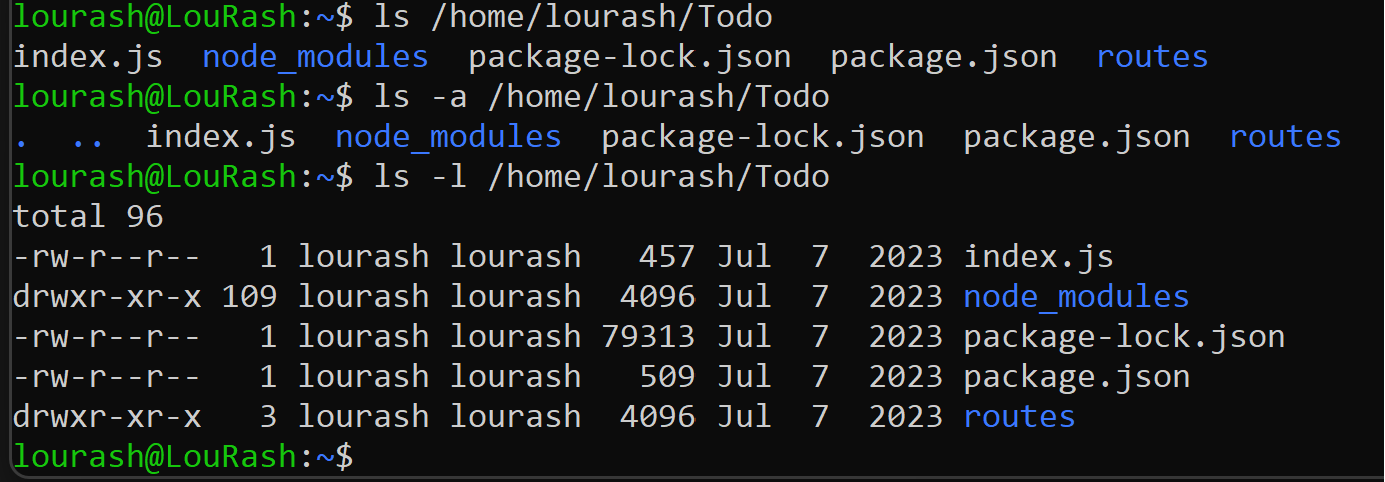 lourash@LouRash:~$ ls /home/lourash/Todo
index.js  node_modules  package-lock.json  package.json  routes
lourash@LouRash:~$ ls -a /home/lourash/Todo
.  ..  index.js  node_modules  package-lock.json  package.json  routes
lourash@LouRash:~$ ls -l /home/lourash/Todo
total 96
-rw-r--r--   1 lourash lourash   457 Jul  7  2023 index.js
drwxr-xr-x 109 lourash lourash  4096 Jul  7  2023 node_modules
-rw-r--r--   1 lourash lourash 79313 Jul  7  2023 package-lock.json
-rw-r--r--   1 lourash lourash   509 Jul  7  2023 package.json
drwxr-xr-x   3 lourash lourash  4096 Jul  7  2023 routes
lourash@LouRash:~$